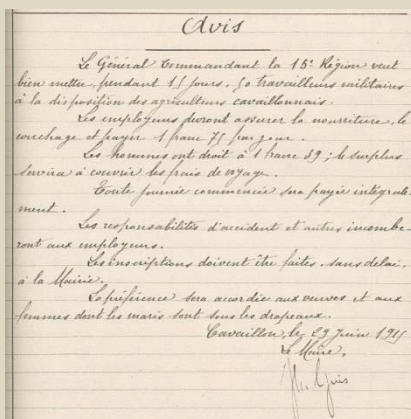 Avis
Le Général Commandant la 15e Région veut
bien mettre, pendant 15 jours, 50 travailleurs militaires
à la disposition des agriculteurs cavaillonnais.
Les employeurs devront assurer la nourriture, le
couchage et payer 1 franc 75 par jour.
Les hommes ont droit à 1 franc 39; le surplus
servira à couvrir les frais de voyage.
Toute journée commencée sera payée intégrale-
ment.
Les responsabilités d'accident et autres incombe-
ront aux employeurs.
Les inscriptions doivent être faites, sans délai,
à la Mairie.
La préférence sera accordée aux veuves et aux
femmes dont les maris sont sous les drapeaux.
Cavaillon, le 29 Juin 1915
Le Maire,